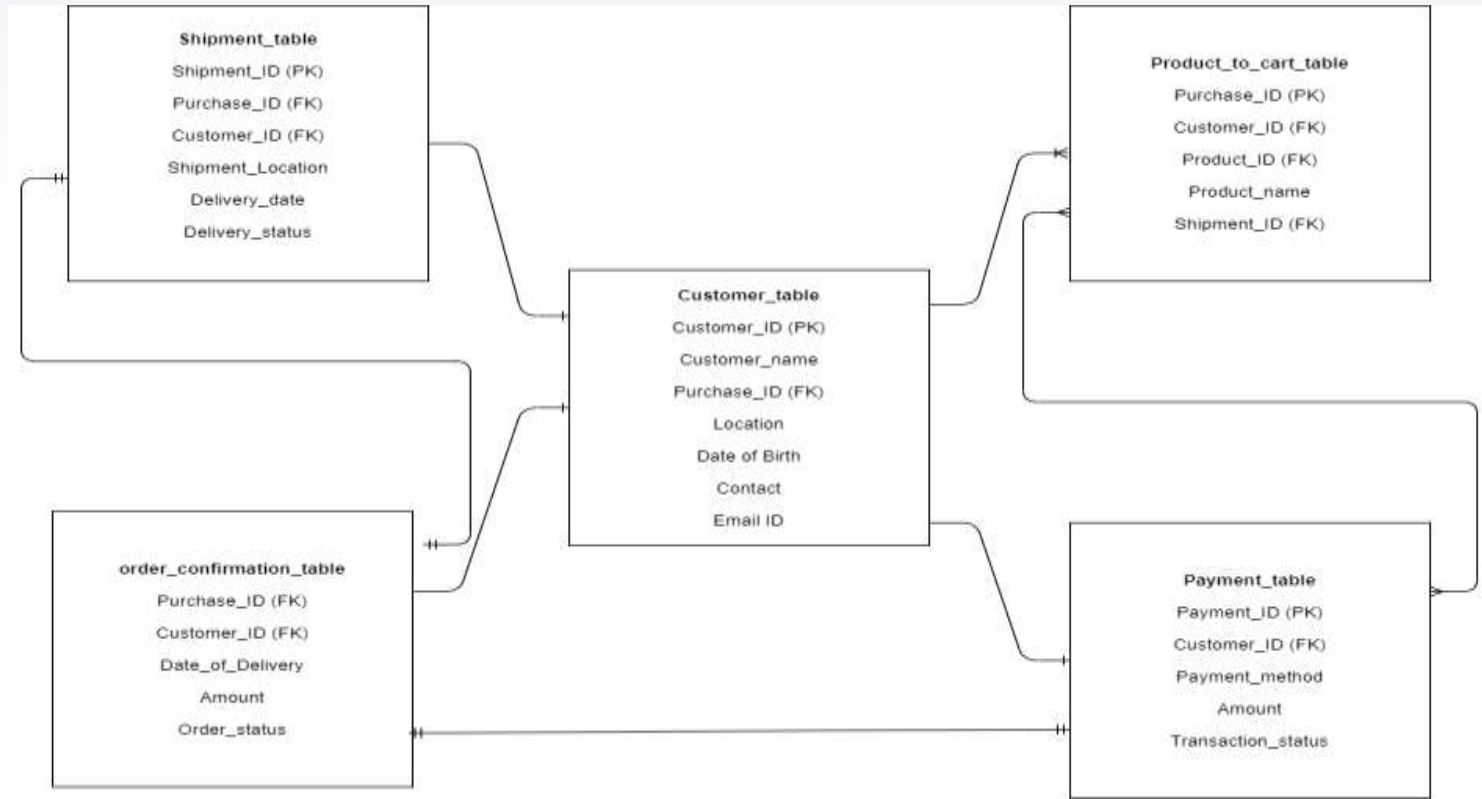 Shipment_table
Shipment_ID (PK)
Purchase_ID (FK)
Customer_ID (FK)
Shipment_Location
Delivery_date
Delivery_status
Product_to_cart_table
Purchase_ID (PK)
Customer_ID (FK)
Product_ID (FK)
Product_name
Shipment_ID (FK)
Customer_table
Customer_ID (PK)
Customer_name
Purchase_ID (FK)
Location
Date of Birth
Contact
Email ID
order_confirmation_table
Purchase_ID (FK)
Customer_ID (FK)
Date_of_Delivery
Amount
Order_status
Payment_table
Payment_ID (PK)
Customer_ID (FK)
Payment_method
Amount
Transaction_status